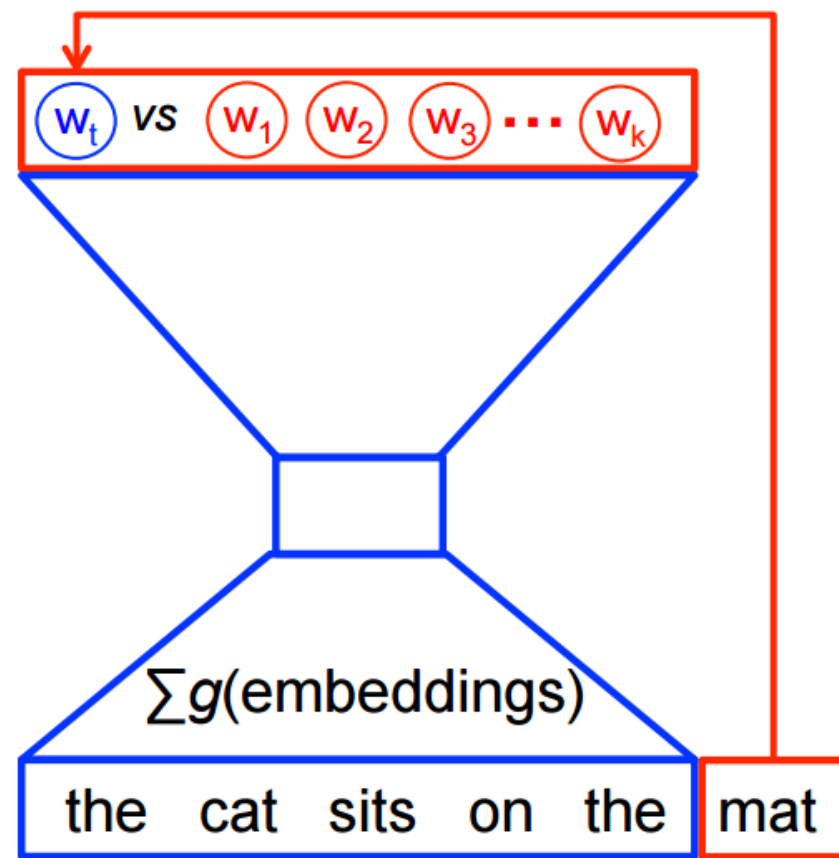 wₜ vs w₁ w₂ w₃ ... wₖ
∑g(embeddings)
the cat sits on the mat